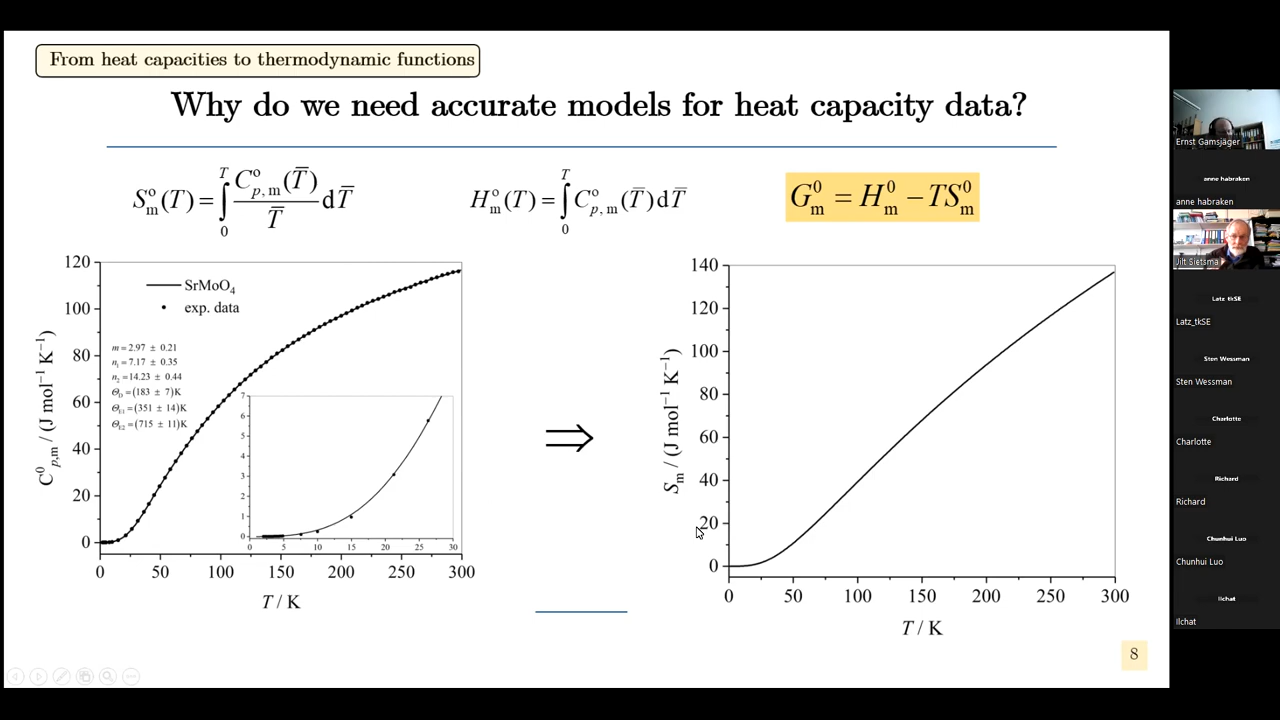 From heat capacities to thermodynamic functions
Why do we need accurate models for heat capacity data?
S°ₘ(T) = ∫₀ᵀ C°ₚ,ₘ(T̅)/T̅ dT̅
H°ₘ(T) = ∫₀ᵀ C°ₚ,ₘ(T̅) dT̅
G⁰ₘ = H⁰ₘ − TS⁰ₘ
120
100
80
60
40
20
0
C⁰ₚ,ₘ / (J mol⁻¹ K⁻¹)
SrMoO₄
exp. data
m = 2.97 ± 0.21
n₁ = 7.17 ± 0.35
n₂ = 14.23 ± 0.44
Θ_D = (183 ± 7)K
Θ_E1 = (351 ± 14)K
Θ_E2 = (715 ± 11)K
7
6
5
4
3
2
1
0
0 5 10 15 20 25 30
0 50 100 150 200 250 300
T / K
⇒
140
120
100
80
60
40
20
0
Sₘ / (J mol⁻¹ K⁻¹)
0 50 100 150 200 250 300
T / K
8
Ernst Gamsjäger
anne habraken
anne habraken
Jilt Sietsma
Latz_tkSE
Latz_tkSE
Sten Wessman
Sten Wessman
Charlotte
Charlotte
Richard
Richard
Chunhui Luo
Chunhui Luo
Ilchat
Ilchat